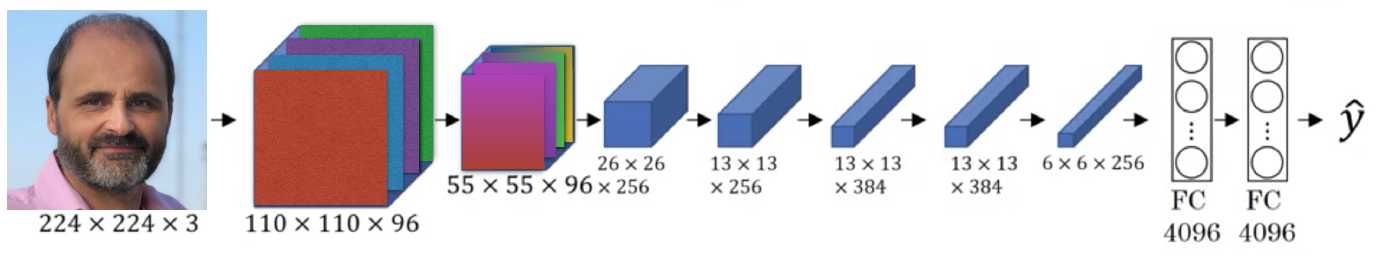 224 × 224 × 3
110 × 110 × 96
55 × 55 × 96
26 × 26
× 256
13 × 13
× 256
13 × 13
× 384
13 × 13
× 384
6 × 6 × 256
FC
4096
FC
4096
ŷ